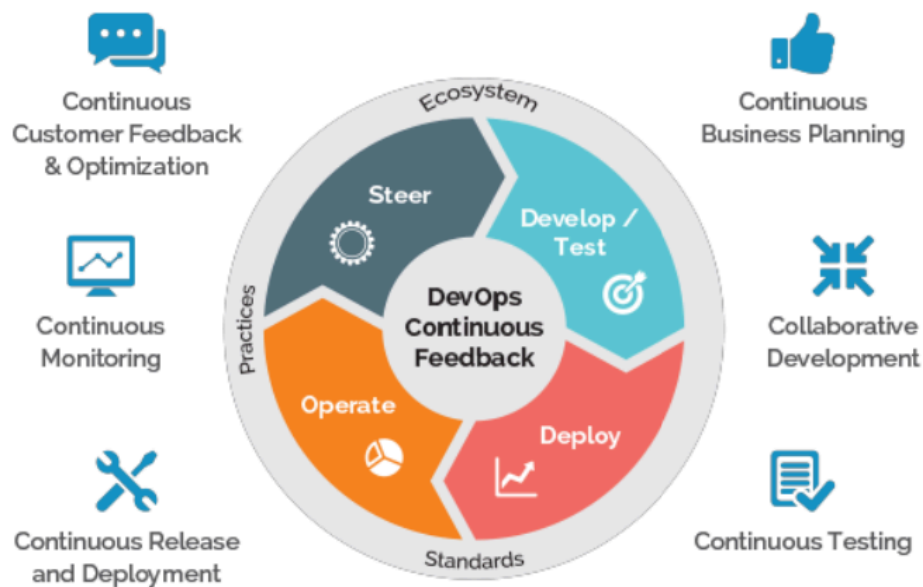 Continuous
Customer Feedback
& Optimization
Continuous
Business Planning
Ecosystem
Steer
Develop /
Test
Continuous
Monitoring
Practices
DevOps
Continuous
Feedback
Collaborative
Development
Operate
Deploy
Continuous Release
and Deployment
Standards
Continuous Testing